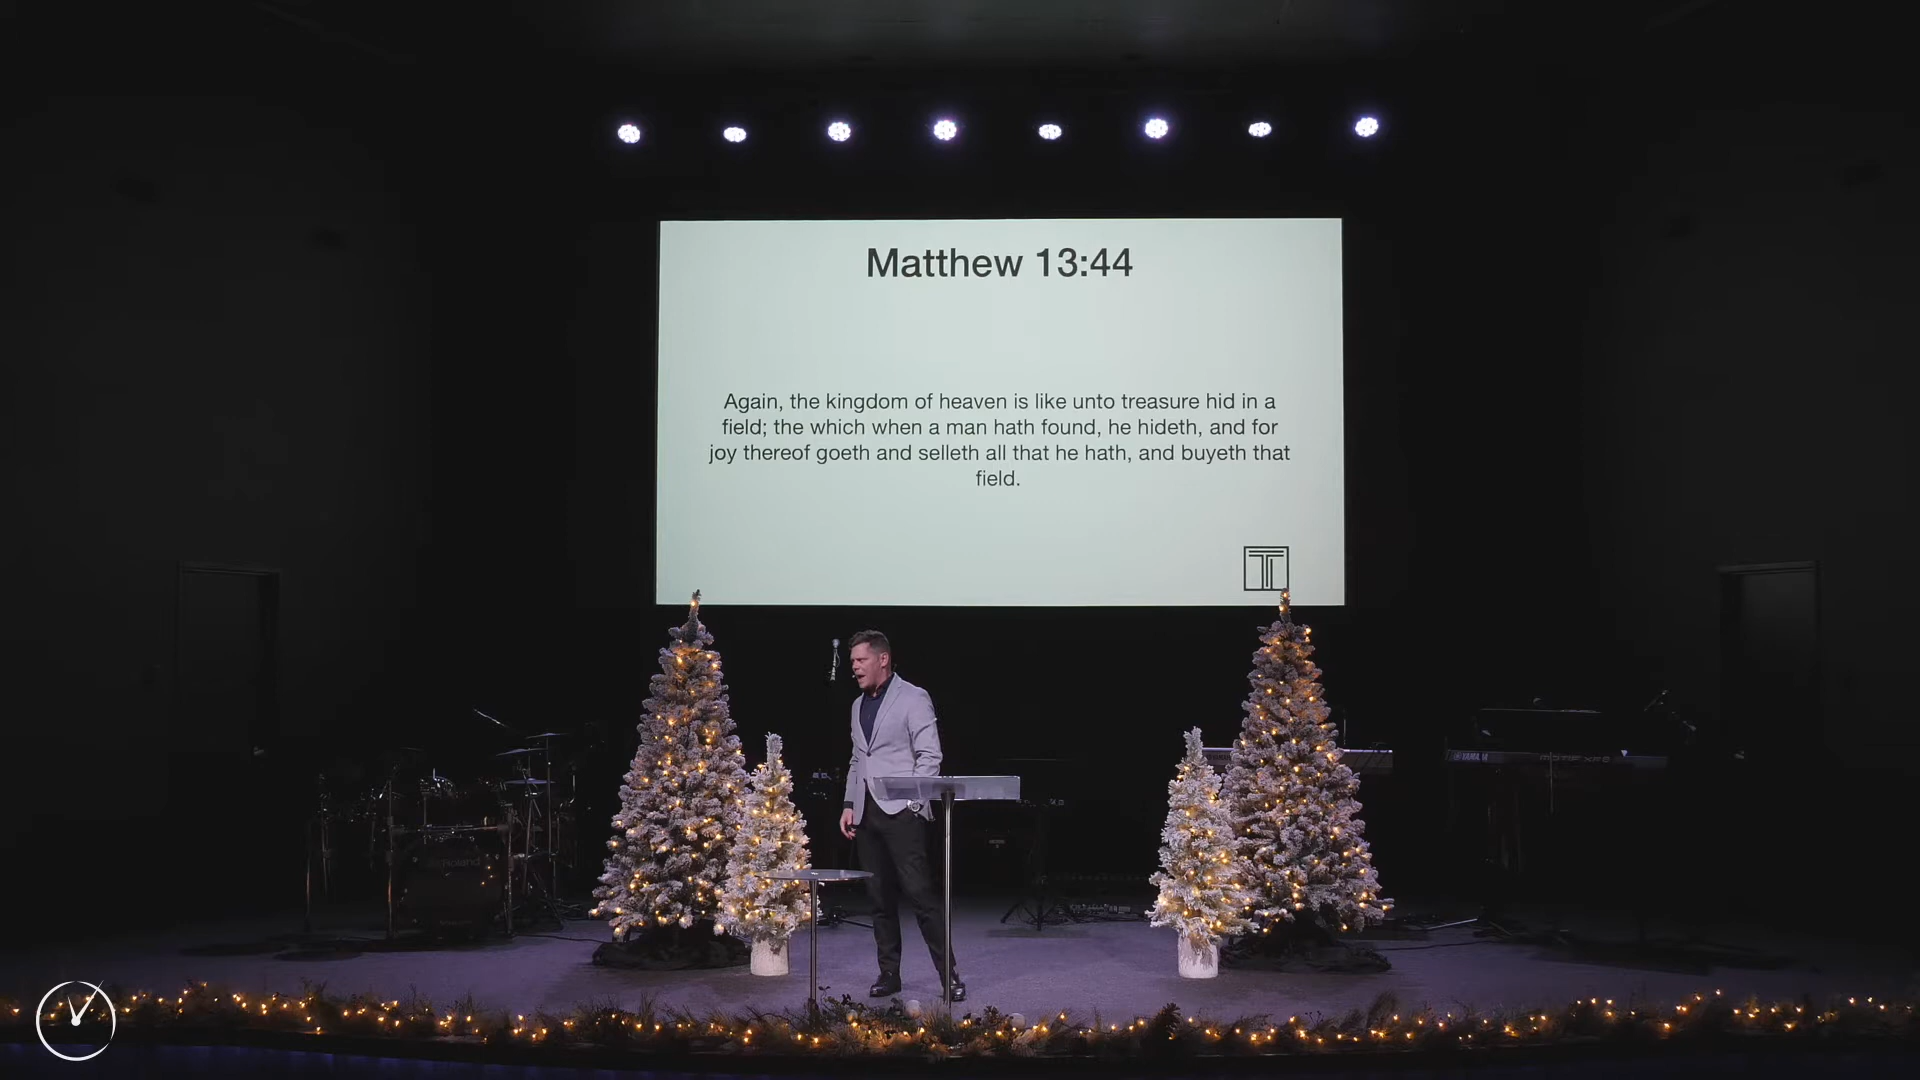 Matthew 13:44
Again, the kingdom of heaven is like unto treasure hid in a
field; the which when a man hath found, he hideth, and for
joy thereof goeth and selleth all that he hath, and buyeth that
field.
Roland
YAMAHA